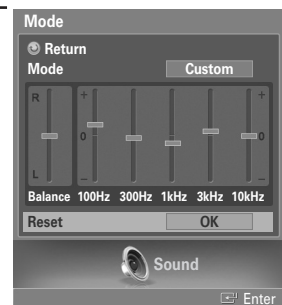 Mode
Return
Mode Custom
R + +
0 0
L - -
Balance 100Hz 300Hz 1kHz 3kHz 10kHz
Reset OK
Sound
Enter